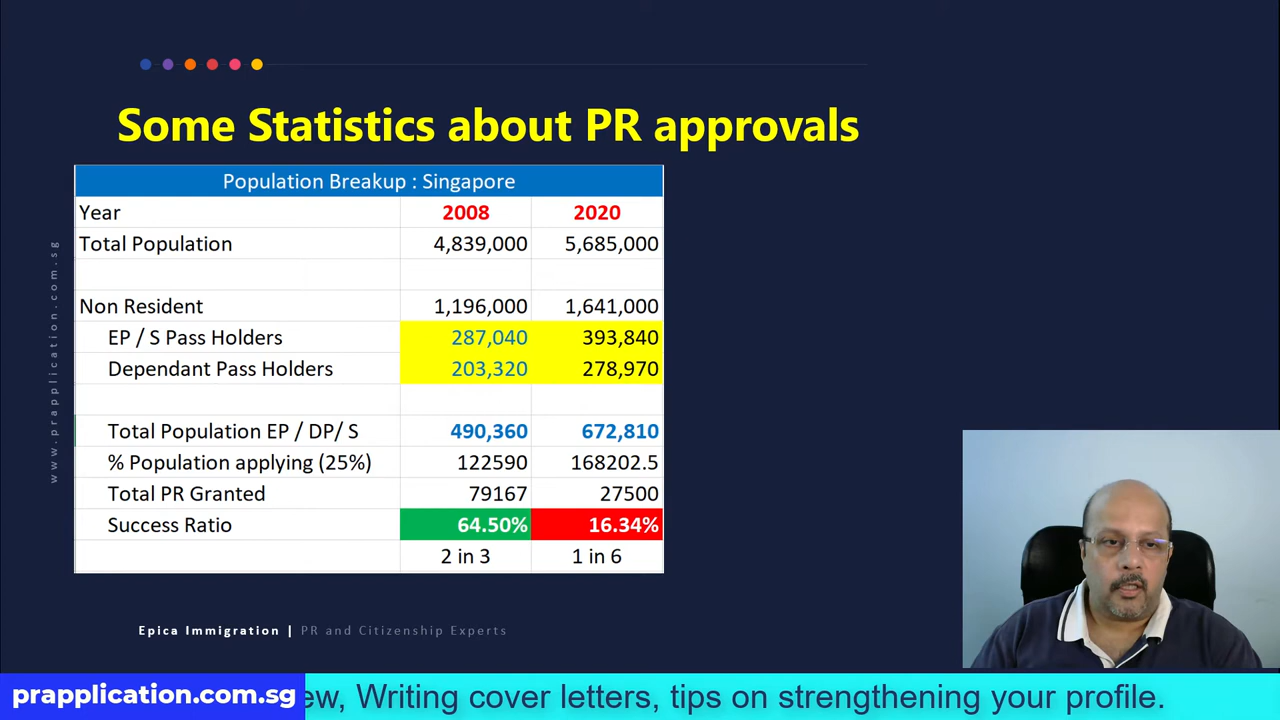 Some Statistics about PR approvals
Population Breakup : Singapore
Year 2008 2020
Total Population 4,839,000 5,685,000
Non Resident 1,196,000 1,641,000
EP / S Pass Holders 287,040 393,840
Dependant Pass Holders 203,320 278,970
Total Population EP / DP/ S 490,360 672,810
% Population applying (25%) 122590 168202.5
Total PR Granted 79167 27500
Success Ratio 64.50% 16.34%
2 in 3 1 in 6
www.prapplication.com.sg
Epica Immigration | PR and Citizenship Experts
prapplication.com.sg ew, Writing cover letters, tips on strengthening your profile.